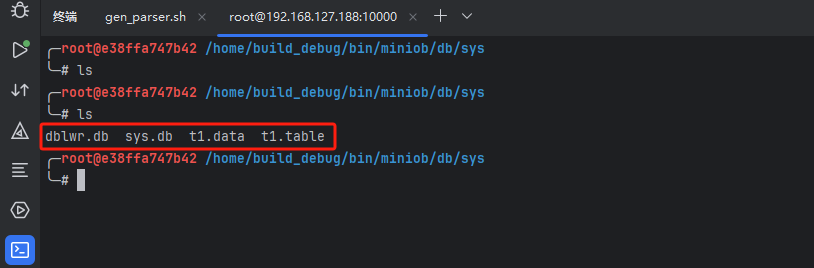 终端 gen_parser.sh × root@192.168.127.188:10000 ×
╭─root@e38ffa747b42 /home/build_debug/bin/miniob/db/sys
╰─# ls
╭─root@e38ffa747b42 /home/build_debug/bin/miniob/db/sys
╰─# ls
dblwr.db sys.db t1.data t1.table
╭─root@e38ffa747b42 /home/build_debug/bin/miniob/db/sys
╰─#